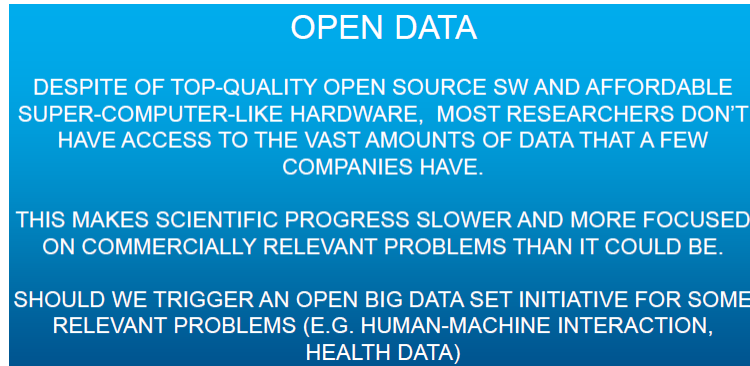 OPEN DATA
DESPITE OF TOP-QUALITY OPEN SOURCE SW AND AFFORDABLE
SUPER-COMPUTER-LIKE HARDWARE, MOST RESEARCHERS DON'T
HAVE ACCESS TO THE VAST AMOUNTS OF DATA THAT A FEW
COMPANIES HAVE.
THIS MAKES SCIENTIFIC PROGRESS SLOWER AND MORE FOCUSED
ON COMMERCIALLY RELEVANT PROBLEMS THAN IT COULD BE.
SHOULD WE TRIGGER AN OPEN BIG DATA SET INITIATIVE FOR SOME
RELEVANT PROBLEMS (E.G. HUMAN-MACHINE INTERACTION,
HEALTH DATA)